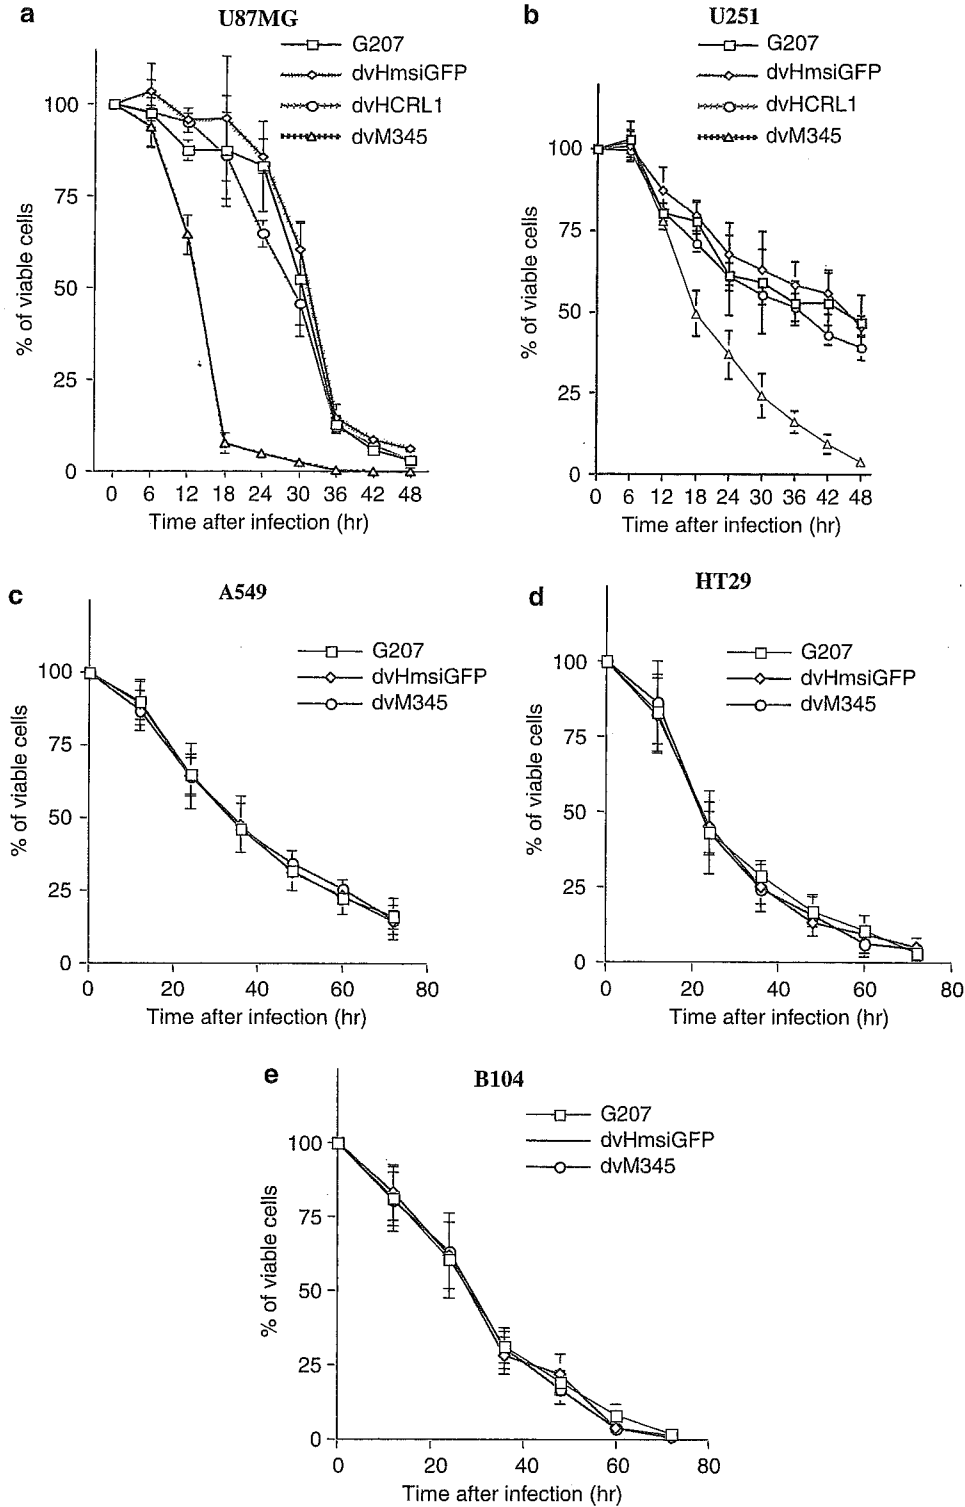 a
U87MG
G207
dvHmsiGFP
dvHCRL1
dvM345
% of viable cells
100
75
50
25
0
0 6 12 18 24 30 36 42 48
Time after infection (hr)
b
U251
G207
dvHmsiGFP
dvHCRL1
dvM345
% of viable cells
100
75
50
25
0
0 6 12 18 24 30 36 42 48
Time after infection (hr)
c
A549
G207
dvHmsiGFP
dvM345
% of viable cells
100
75
50
25
0
0 20 40 60 80
Time after infection (hr)
d
HT29
G207
dvHmsiGFP
dvM345
% of viable cells
100
75
50
25
0
0 20 40 60 80
Time after infection (hr)
e
B104
G207
dvHmsiGFP
dvM345
% of viable cells
100
75
50
25
0
0 20 40 60 80
Time after infection (hr)